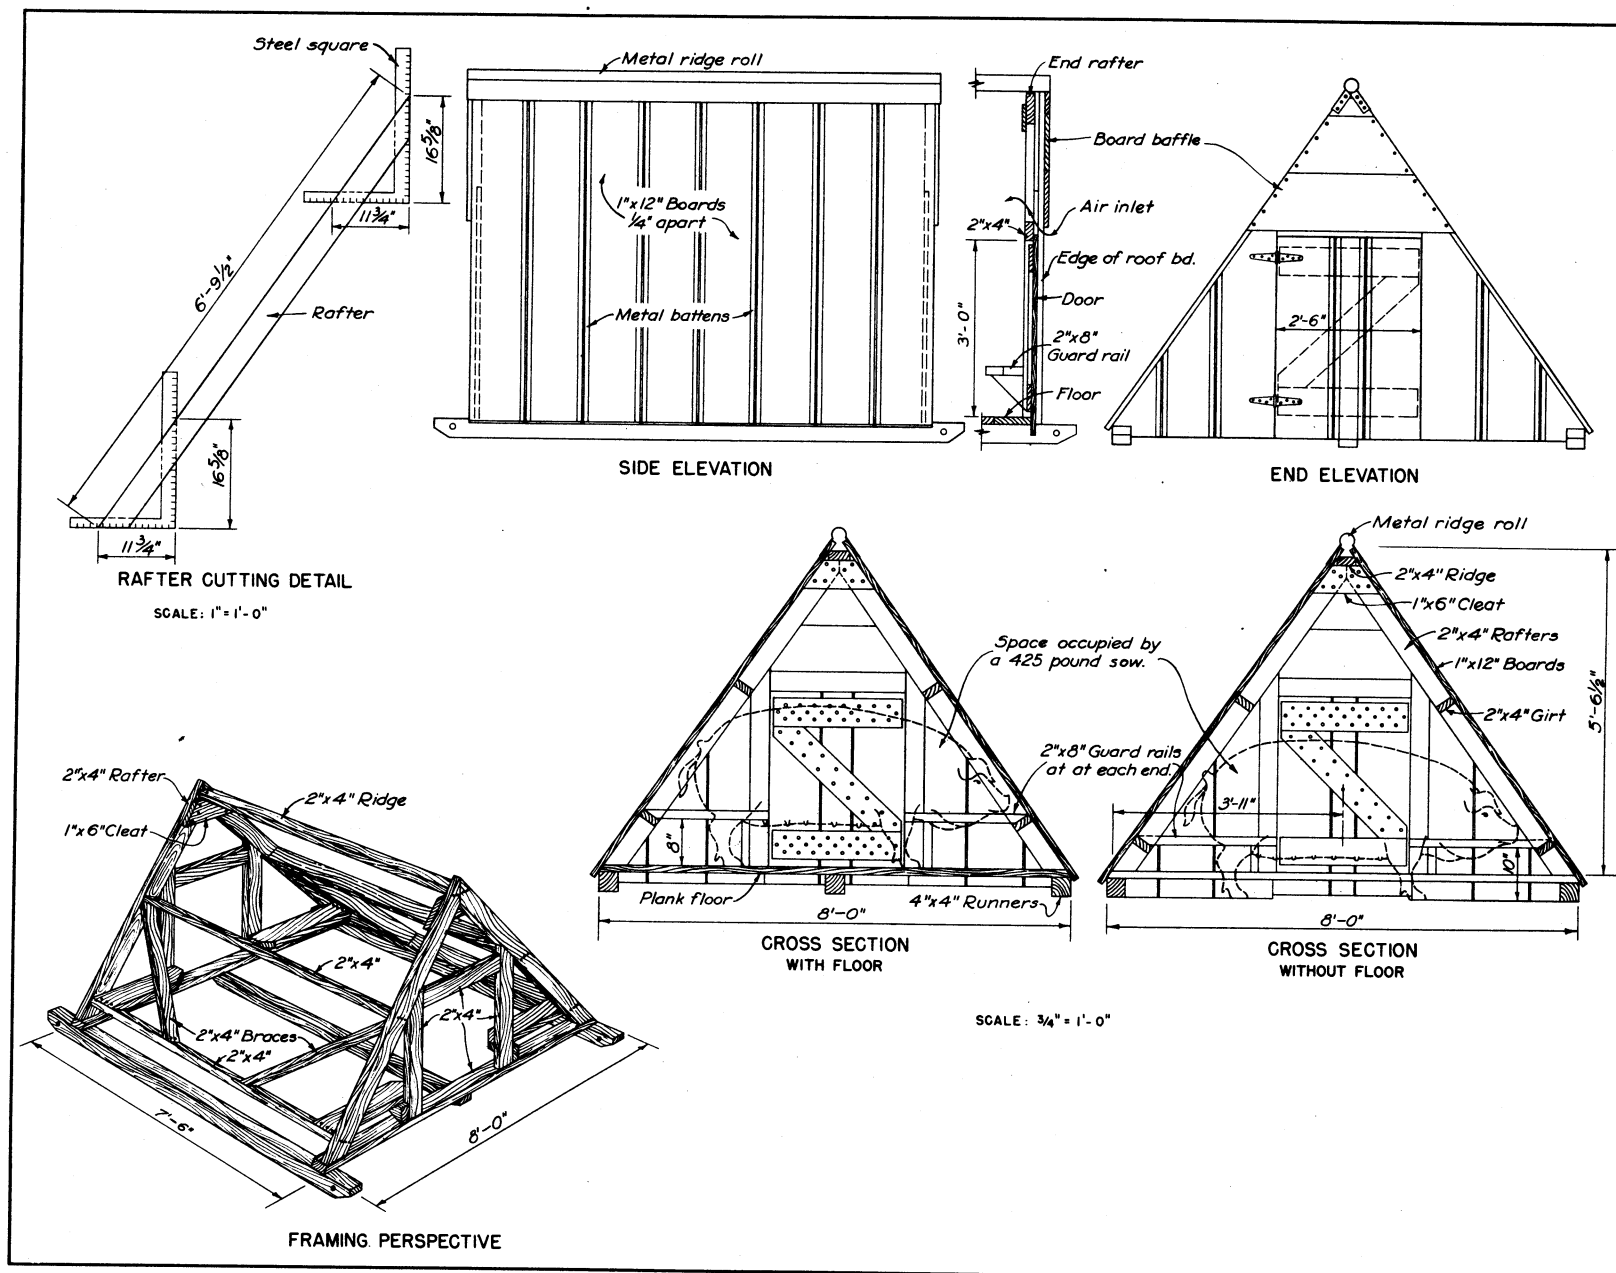 Steel square
16 5/8"
11 3/4"
6'-9 1/2"
Rafter
16 5/8"
11 3/4"
RAFTER CUTTING DETAIL
SCALE: 1" = 1'-0"
Metal ridge roll
1"x12" Boards
1/4" apart
Metal battens
SIDE ELEVATION
End rafter
Board baffle
Air inlet
2"x4"
Edge of roof bd.
Door
3'-0"
2"x8"
Guard rail
Floor
2'-6"
END ELEVATION
Space occupied by
a 425 pound sow.
2"x8" Guard rails
at at each end.
8"
Plank floor
4"x4" Runners
8'-0"
CROSS SECTION
WITH FLOOR
Metal ridge roll
2"x4" Ridge
1"x6" Cleat
2"x4" Rafters
1"x12" Boards
2"x4" Girt
5'-6 1/2"
3'-11"
10"
8'-0"
CROSS SECTION
WITHOUT FLOOR
SCALE: 3/4" = 1'-0"
2"x4" Rafter
2"x4" Ridge
1"x6" Cleat
2"x4"
2"x4"
2"x4" Braces
2"x4"
7'-6"
8'-0"
FRAMING PERSPECTIVE